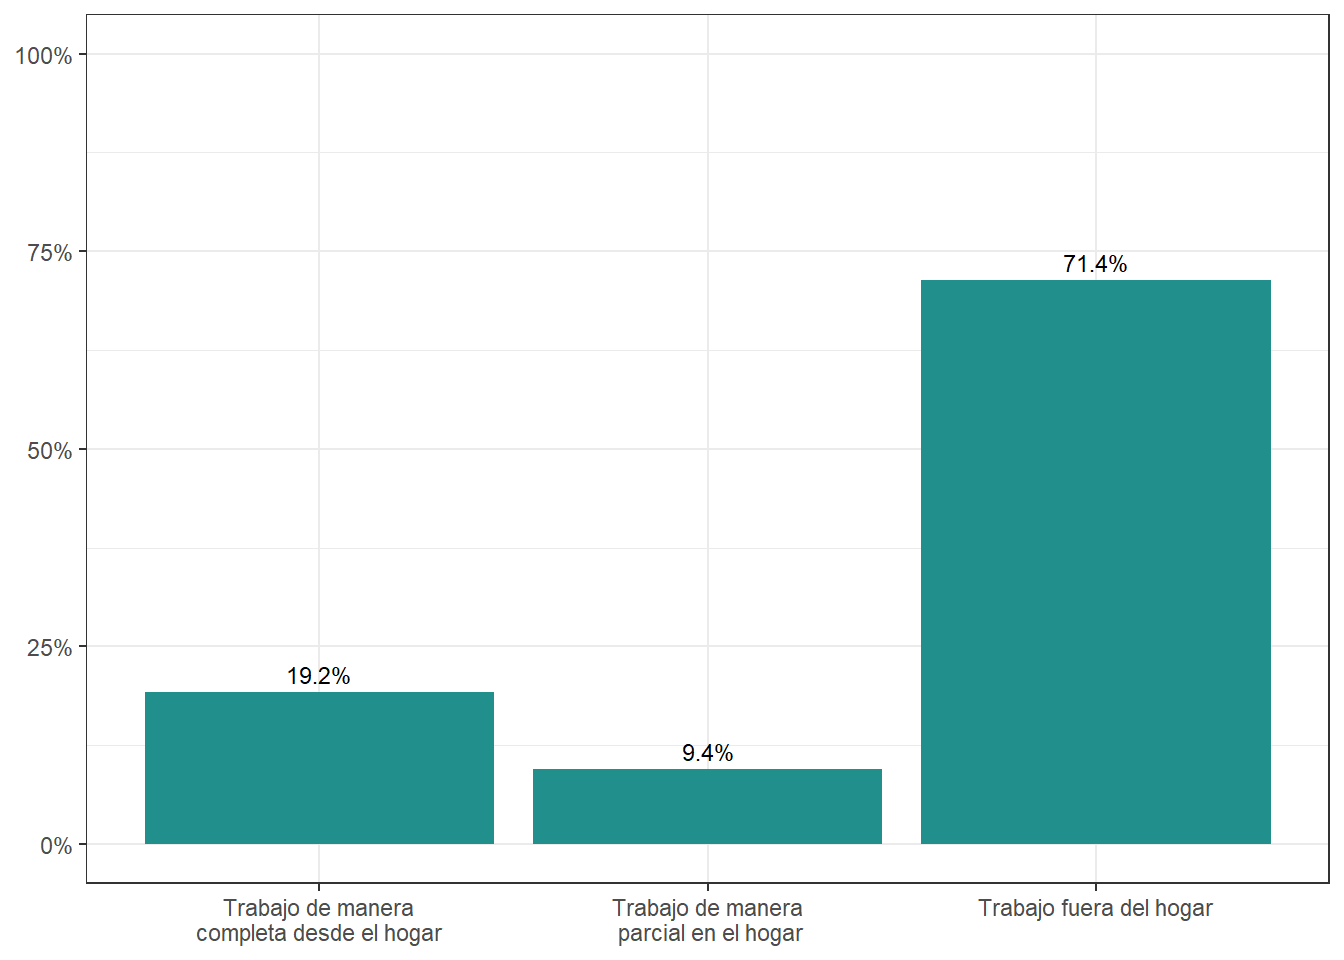 100%
75%
50%
25%
0%
71.4%
19.2%
9.4%
Trabajo de manera
completa desde el hogar
Trabajo de manera
parcial en el hogar
Trabajo fuera del hogar